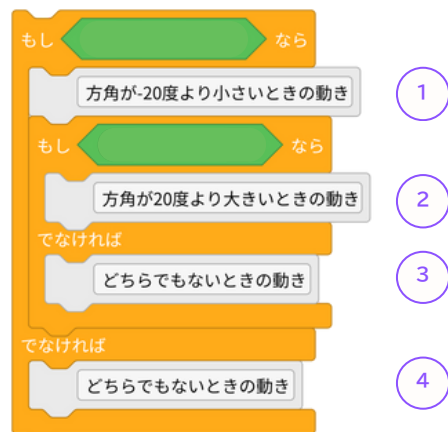 もし なら
方角が-20度より小さいときの動き 1
もし なら
方角が20度より大きいときの動き 2
でなければ
どちらでもないときの動き 3
でなければ
どちらでもないときの動き 4